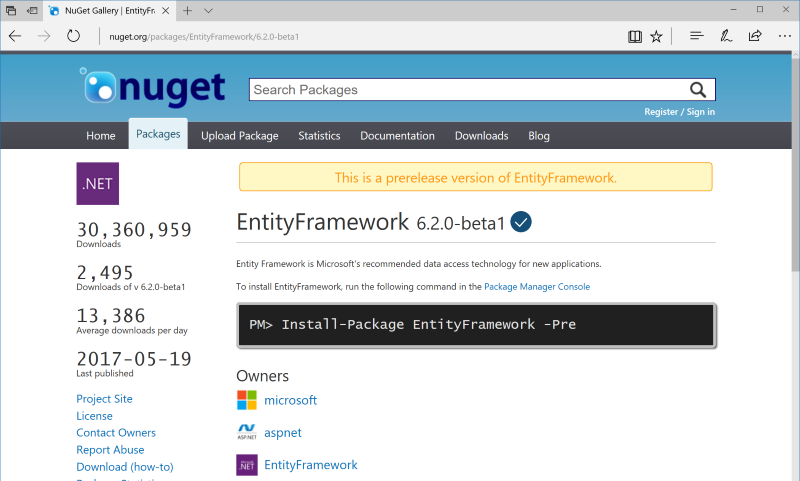 NuGet Gallery | EntityFr
nuget.org/packages/EntityFramework/6.2.0-beta1
nuget
Search Packages
Register / Sign in
Home
Packages
Upload Package
Statistics
Documentation
Downloads
Blog
.NET
30,360,959
Downloads
2,495
Downloads of v 6.2.0-beta1
13,386
Average downloads per day
2017-05-19
Last published
Project Site
License
Contact Owners
Report Abuse
Download (how-to)
This is a prerelease version of EntityFramework.
EntityFramework 6.2.0-beta1
Entity Framework is Microsoft's recommended data access technology for new applications.
To install EntityFramework, run the following command in the Package Manager Console
PM> Install-Package EntityFramework -Pre
Owners
microsoft
ASP.NET
aspnet
.NET
EntityFramework